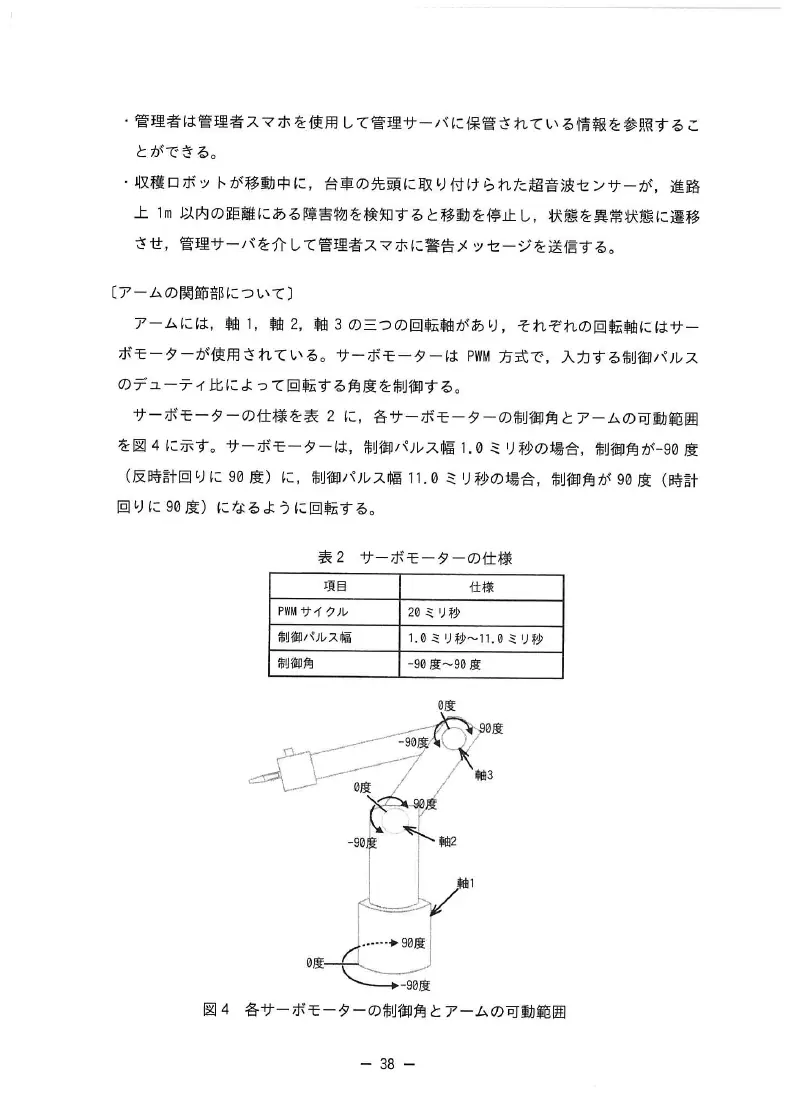 ・管理者は管理者スマホを使用して管理サーバに保管されている情報を参照するこ
とができる。
・収穫ロボットが移動中に，台車の先頭に取り付けられた超音波センサーが，進路
上 1m 以内の距離にある障害物を検知すると移動を停止し，状態を異常状態に遷移
させ，管理サーバを介して管理者スマホに警告メッセージを送信する。
〔アームの関節部について〕
アームには，軸 1，軸 2，軸 3 の三つの回転軸があり，それぞれの回転軸にはサー
ボモーターが使用されている。サーボモーターは PWM 方式で，入力する制御パルス
のデューティ比によって回転する角度を制御する。
サーボモーターの仕様を表 2 に，各サーボモーターの制御角とアームの可動範囲
を図 4 に示す。サーボモーターは，制御パルス幅 1.0 ミリ秒の場合，制御角が-90 度
（反時計回りに 90 度）に，制御パルス幅 11.0 ミリ秒の場合，制御角が 90 度（時計
回りに 90 度）になるように回転する。
表 2 サーボモーターの仕様
項目 仕様
PWM サイクル 20 ミリ秒
制御パルス幅 1.0 ミリ秒～11.0 ミリ秒
制御角 -90 度～90 度
0度
90度
-90度
軸3
0度
90度
-90度
軸2
軸1
90度
0度
-90度
図 4 各サーボモーターの制御角とアームの可動範囲
－ 38 －